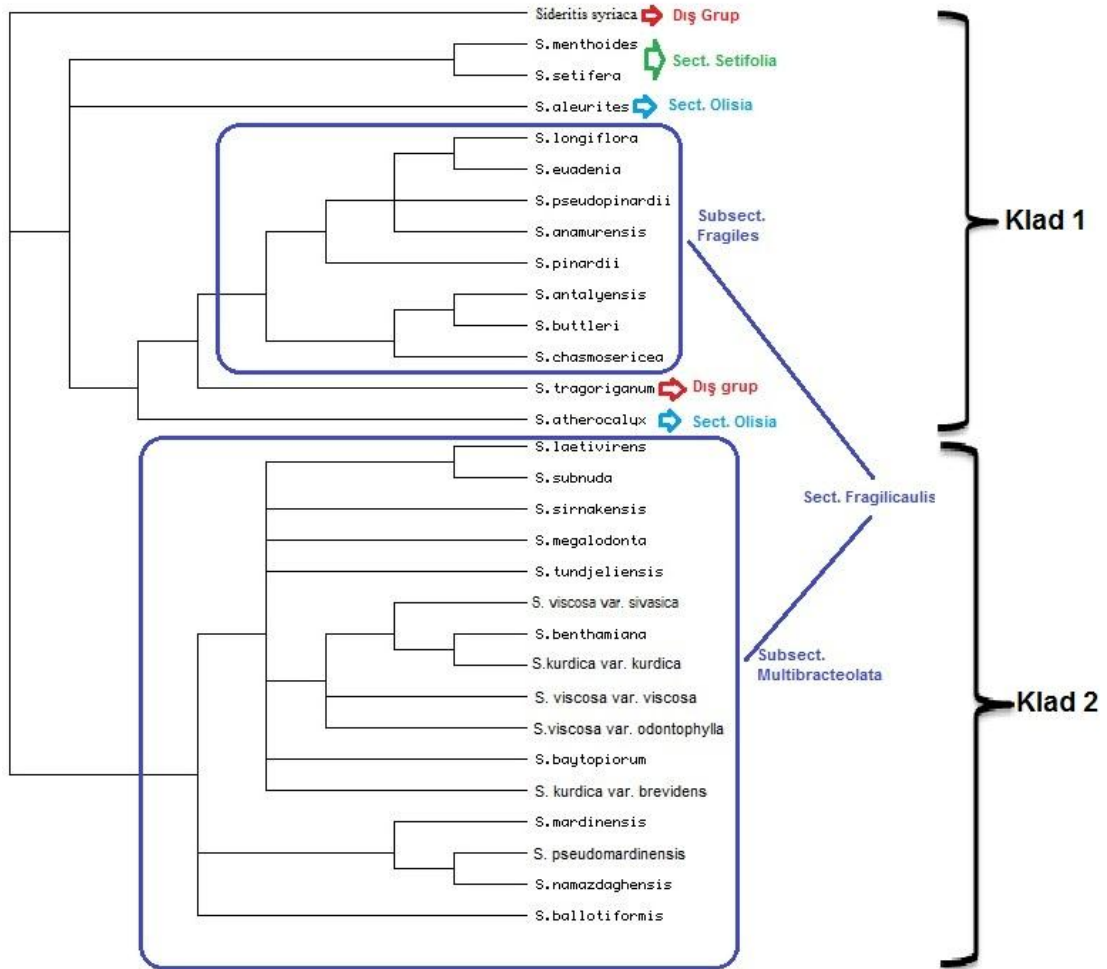 Sideritis syriaca Dış Grup
S.menthoides
Sect. Setifolia
S.setifera
S.aleurites Sect. Olisia
S.longiflora
S.euadenia
S.pseudopinardii
Subsect.
Fragiles
S.anamurensis
S.pinardii
S.antalyensis
S.buttleri
S.chasmosericea
S.tragoriganum Dış grup
S.atherocalyx Sect. Olisia
Klad 1
S.laetivirens
S.subnuda
Sect. Fragilicaulis
S.sirnakensis
S.megalodonta
S.tundjeliensis
S. viscosa var. sivasica
S.benthamiana
S.kurdica var. kurdica
Subsect.
Multibracteolata
S. viscosa var. viscosa
S.viscosa var. odontophylla
S.baytopiorum
S. kurdica var. brevidens
S.mardinensis
S. pseudomardinensis
S.namazdaghensis
S.ballotiformis
Klad 2